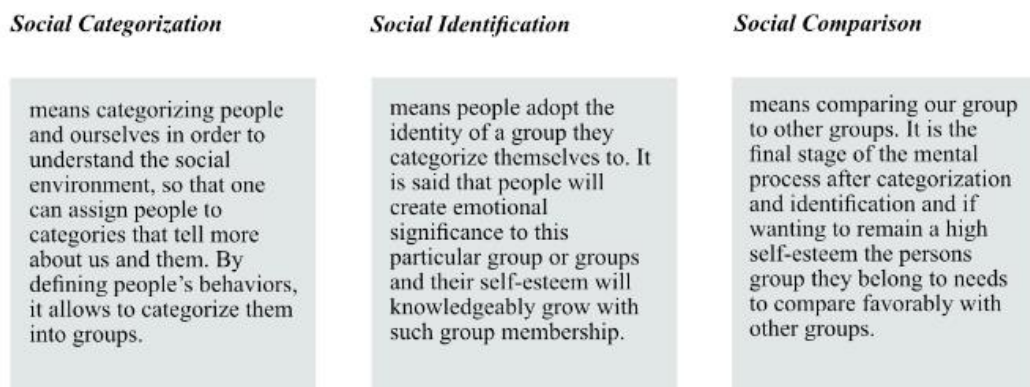 Social Categorization
means categorizing people
and ourselves in order to
understand the social
environment, so that one
can assign people to
categories that tell more
about us and them. By
defining people's behaviors,
it allows to categorize them
into groups.
Social Identification
means people adopt the
identity of a group they
categorize themselves to. It
is said that people will
create emotional
significance to this
particular group or groups
and their self-esteem will
knowledgeably grow with
such group membership.
Social Comparison
means comparing our group
to other groups. It is the
final stage of the mental
process after categorization
and identification and if
wanting to remain a high
self-esteem the persons
group they belong to needs
to compare favorably with
other groups.